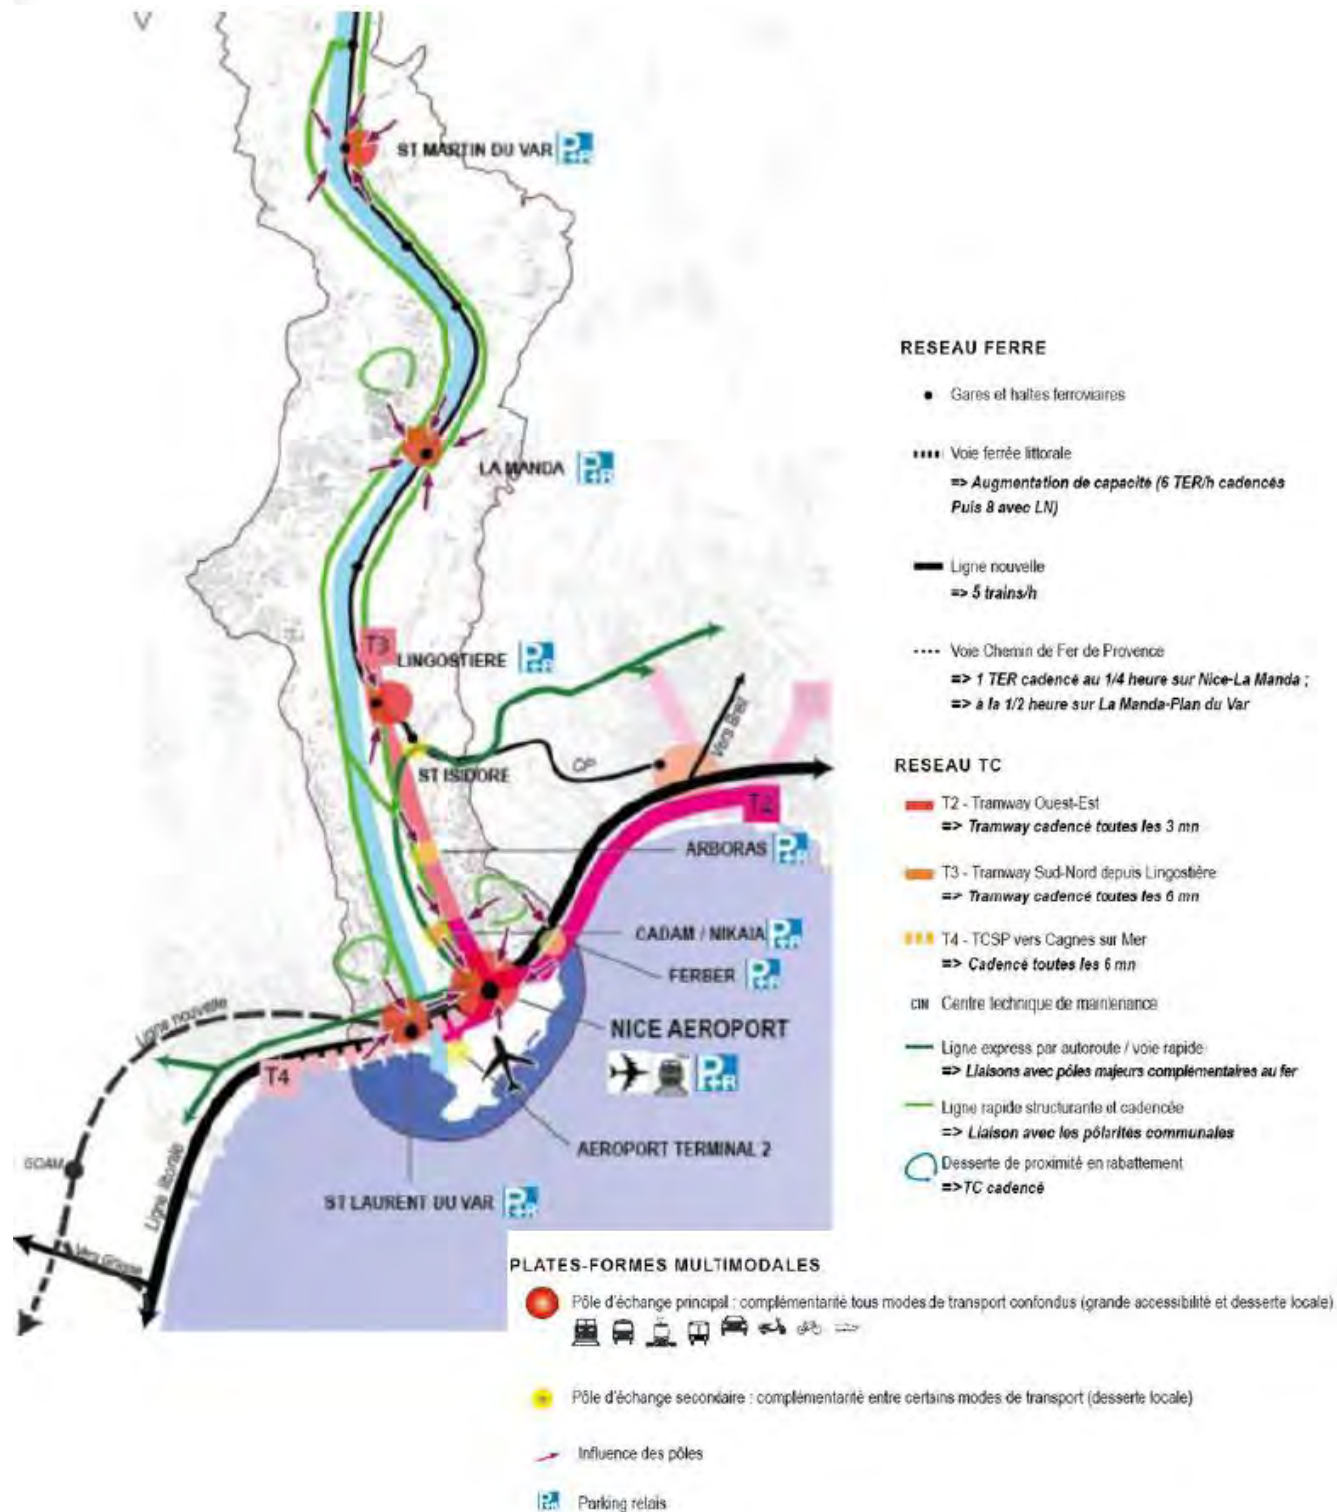 ST MARTIN DU VAR P+R
LA MANDA P+R
T3
LINGOSTIERE P+R
ST ISIDORE
CP
Vers Breil
T2
ARBORAS P+R
CADAM / NIKAIA P+R
FERBER P+R
NICE AEROPORT
P+R
Ligne nouvelle
T4
AEROPORT TERMINAL 2
Ligne littorale
ST LAURENT DU VAR P+R
RESEAU FERRE
Gares et haltes ferroviaires
Voie ferrée littorale
=> Augmentation de capacité (6 TER/h cadencés
Puis 8 avec LN)
Ligne nouvelle
=> 5 trains/h
Voie Chemin de Fer de Provence
=> 1 TER cadencé au 1/4 heure sur Nice-La Manda ;
=> à la 1/2 heure sur La Manda-Plan du Var
RESEAU TC
T2 - Tramway Ouest-Est
=> Tramway cadencé toutes les 3 mn
T3 - Tramway Sud-Nord depuis Lingostière
=> Tramway cadencé toutes les 6 mn
T4 - TCSP vers Cagnes sur Mer
=> Cadencé toutes les 6 mn
Centre technique de maintenance
Ligne express par autoroute / voie rapide
=> Liaisons avec pôles majeurs complémentaires au fer
Ligne rapide structurante et cadencée
=> Liaison avec les pôlarités communales
Desserte de proximité en rabattement
=>TC cadencé
PLATES-FORMES MULTIMODALES
Pôle d'échange principal : complémentarité tous modes de transport confondus (grande accessibilité et desserte locale)
Pôle d'échange secondaire : complémentarité entre certains modes de transport (desserte locale)
Influence des pôles
P+R Parking relais